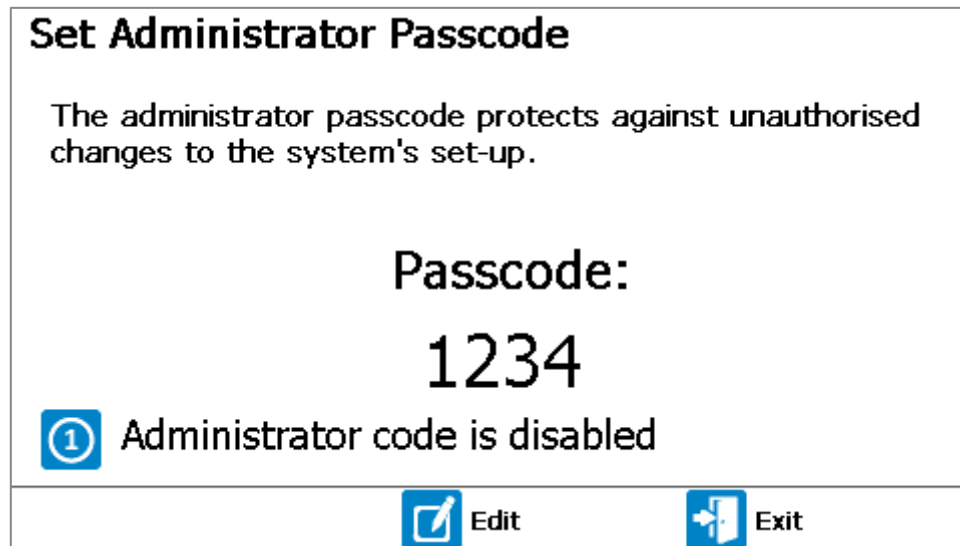 Set Administrator Passcode
The administrator passcode protects against unauthorised
changes to the system's set-up.
Passcode:
1234
1 Administrator code is disabled
Edit Exit